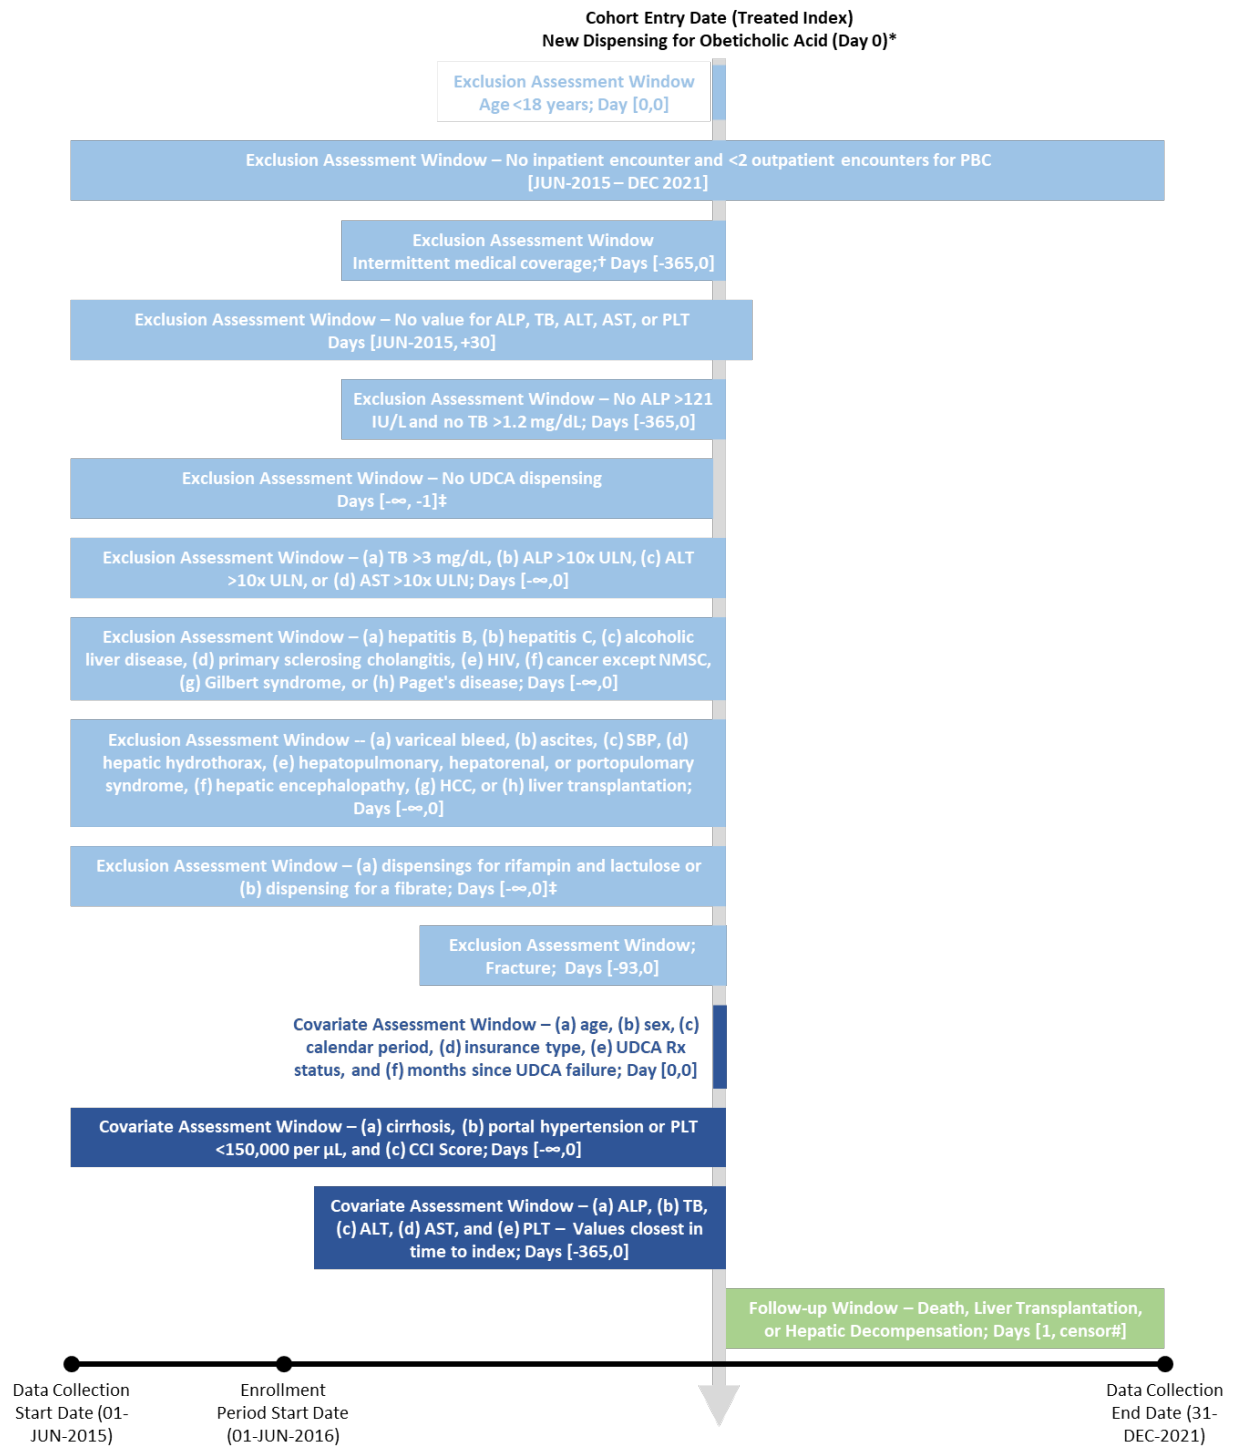 Cohort Entry Date (Treated Index)
New Dispensing for Obeticholic Acid (Day 0)*
Exclusion Assessment Window
Age <18 years; Day [0,0]
Exclusion Assessment Window – No inpatient encounter and <2 outpatient encounters for PBC
[JUN-2015 – DEC 2021]
Exclusion Assessment Window
Intermittent medical coverage;† Days [-365,0]
Exclusion Assessment Window – No value for ALP, TB, ALT, AST, or PLT
Days [JUN-2015, +30]
Exclusion Assessment Window – No ALP >121
IU/L and no TB >1.2 mg/dL; Days [-365,0]
Exclusion Assessment Window – No UDCA dispensing
Days [-∞, -1]‡
Exclusion Assessment Window – (a) TB >3 mg/dL, (b) ALP >10x ULN, (c) ALT
>10x ULN, or (d) AST >10x ULN; Days [-∞,0]
Exclusion Assessment Window – (a) hepatitis B, (b) hepatitis C, (c) alcoholic
liver disease, (d) primary sclerosing cholangitis, (e) HIV, (f) cancer except NMSC,
(g) Gilbert syndrome, or (h) Paget's disease; Days [-∞,0]
Exclusion Assessment Window -- (a) variceal bleed, (b) ascites, (c) SBP, (d)
hepatic hydrothorax, (e) hepatopulmonary, hepatorenal, or portopulomary
syndrome, (f) hepatic encephalopathy, (g) HCC, or (h) liver transplantation;
Days [-∞,0]
Exclusion Assessment Window – (a) dispensings for rifampin and lactulose or
(b) dispensing for a fibrate; Days [-∞,0]‡
Exclusion Assessment Window;
Fracture; Days [-93,0]
Covariate Assessment Window – (a) age, (b) sex, (c)
calendar period, (d) insurance type, (e) UDCA Rx
status, and (f) months since UDCA failure; Day [0,0]
Covariate Assessment Window – (a) cirrhosis, (b) portal hypertension or PLT
<150,000 per µL, and (c) CCI Score; Days [-∞,0]
Covariate Assessment Window – (a) ALP, (b) TB,
(c) ALT, (d) AST, and (e) PLT – Values closest in
time to index; Days [-365,0]
Follow-up Window – Death, Liver Transplantation,
or Hepatic Decompensation; Days [1, censor#]
Data Collection
Start Date (01-
JUN-2015)
Enrollment
Period Start Date
(01-JUN-2016)
Data Collection
End Date (31-
DEC-2021)